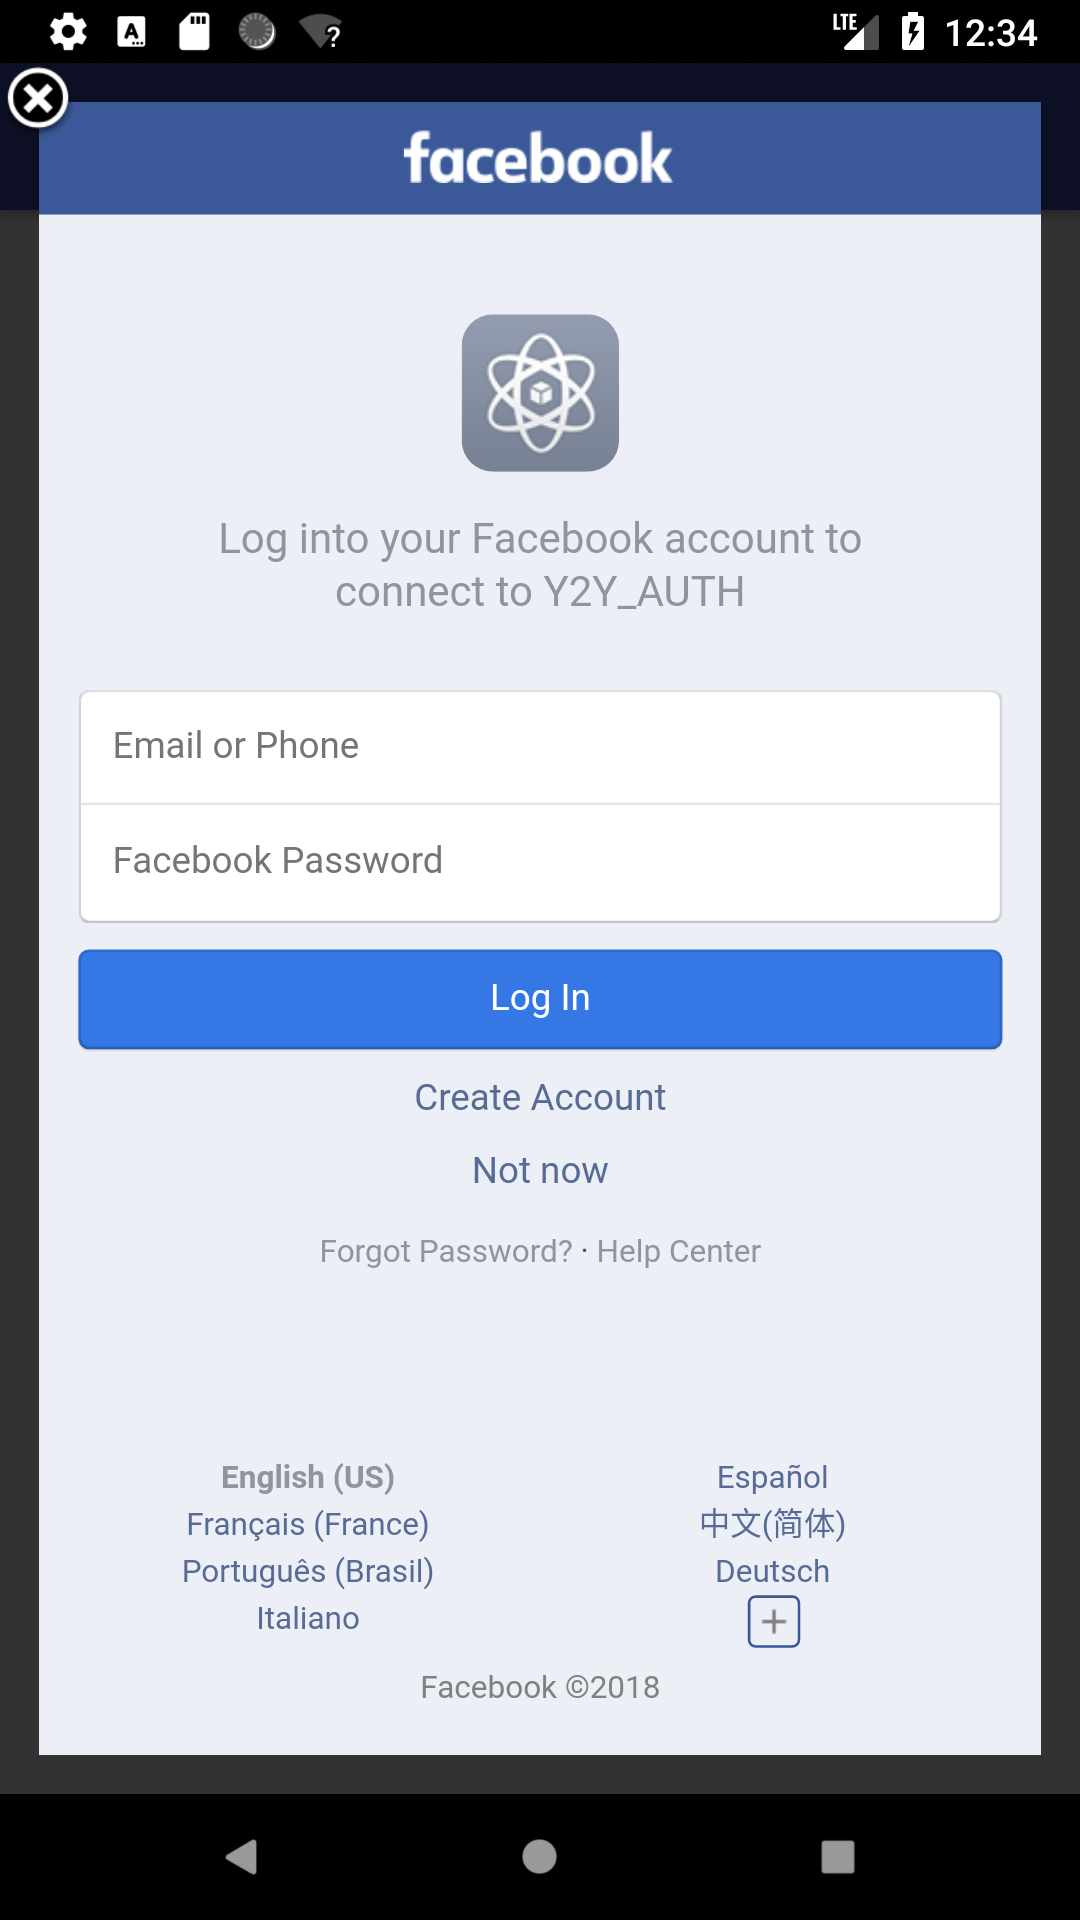 LTE 12:34
facebook
Log into your Facebook account to
connect to Y2Y_AUTH
Email or Phone
Facebook Password
Log In
Create Account
Not now
Forgot Password? · Help Center
English (US) Español
Français (France) 中文(简体)
Português (Brasil) Deutsch
Italiano
Facebook ©2018